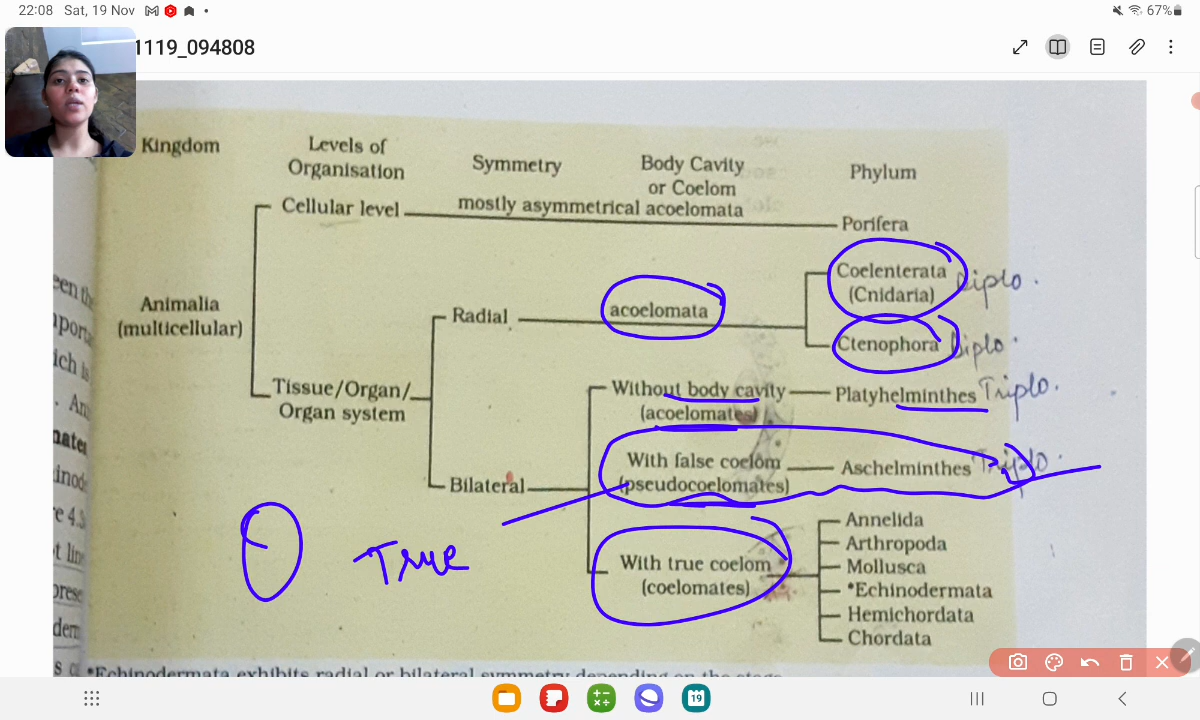 22:08 Sat, 19 Nov
67%
1119_094808
Kingdom
Levels of
Organisation
Symmetry
Body Cavity
or Coelom
Phylum
Cellular level
mostly asymmetrical acoelomata
Porifera
Animalia
(multicellular)
Tissue/Organ/
Organ system
Radial
acoelomata
Coelenterata
(Cnidaria)
Diplo.
Ctenophora
Diplo.
Bilateral
Without body cavity
(acoelomates)
Platyhelminthes
Triplo.
With false coelom
(pseudocoelomates)
Aschelminthes
Triplo.
True
With true coelom
(coelomates)
Annelida
Arthropoda
Mollusca
*Echinodermata
Hemichordata
Chordata
*Echinodermata exhibits radial or bilateral symmetry depending on the stage.
19